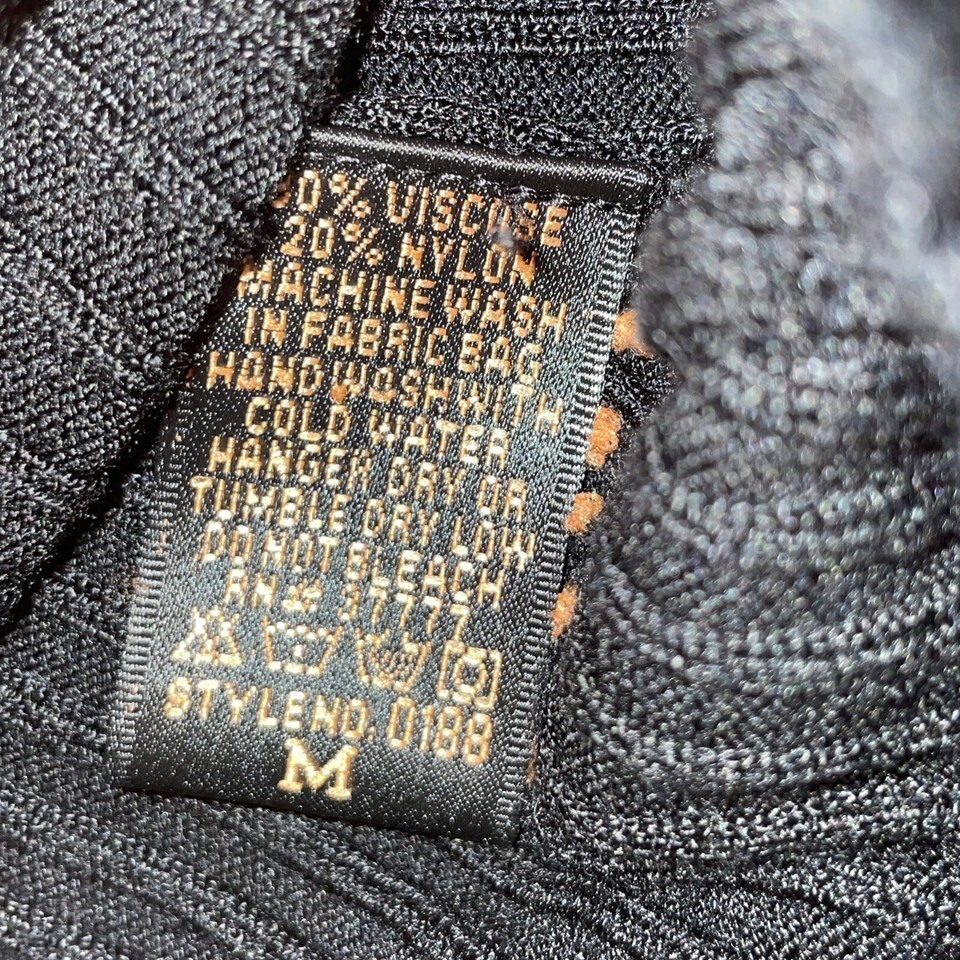 0% VISCOSE
20% NYLON
MACHINE WASH
IN FABRIC BAG
HAND WASH WITH
COLD WATER
HANGER DRY OR
TUMBLE DRY LOW
DO NOT BLEACH
RN 37777
STYLE NO. 0188
M